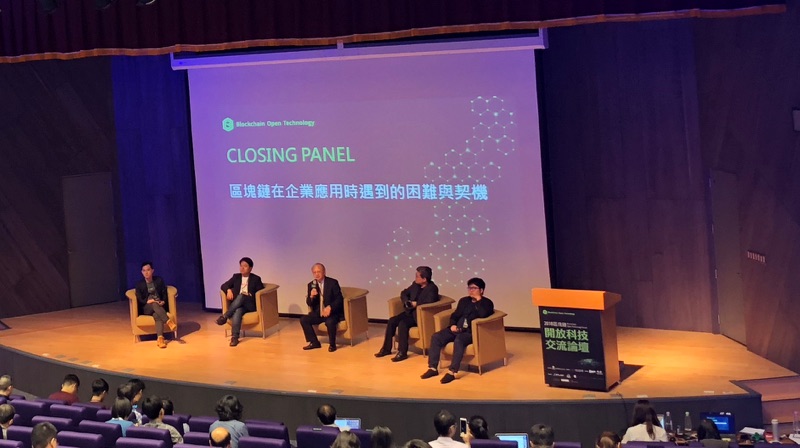 Blockchain Open Technology
CLOSING PANEL
區塊鏈在企業應用時遇到的困難與契機
開放科技
交流論壇